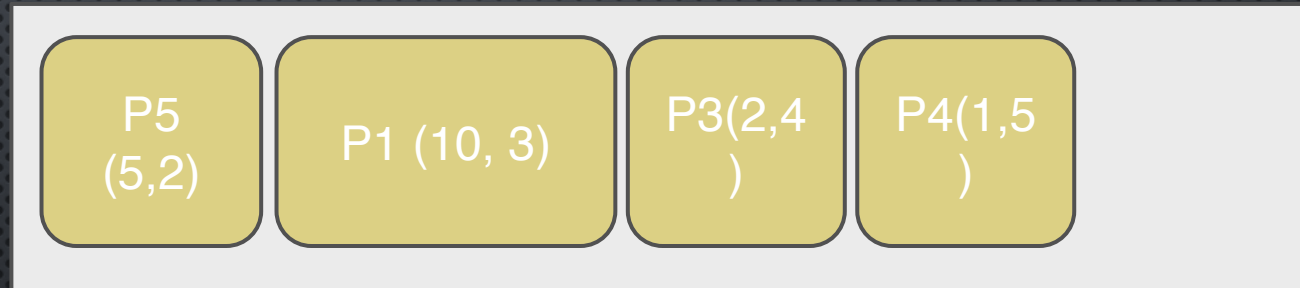 P5
(5,2)
P1 (10, 3)
P3(2,4
)
P4(1,5
)